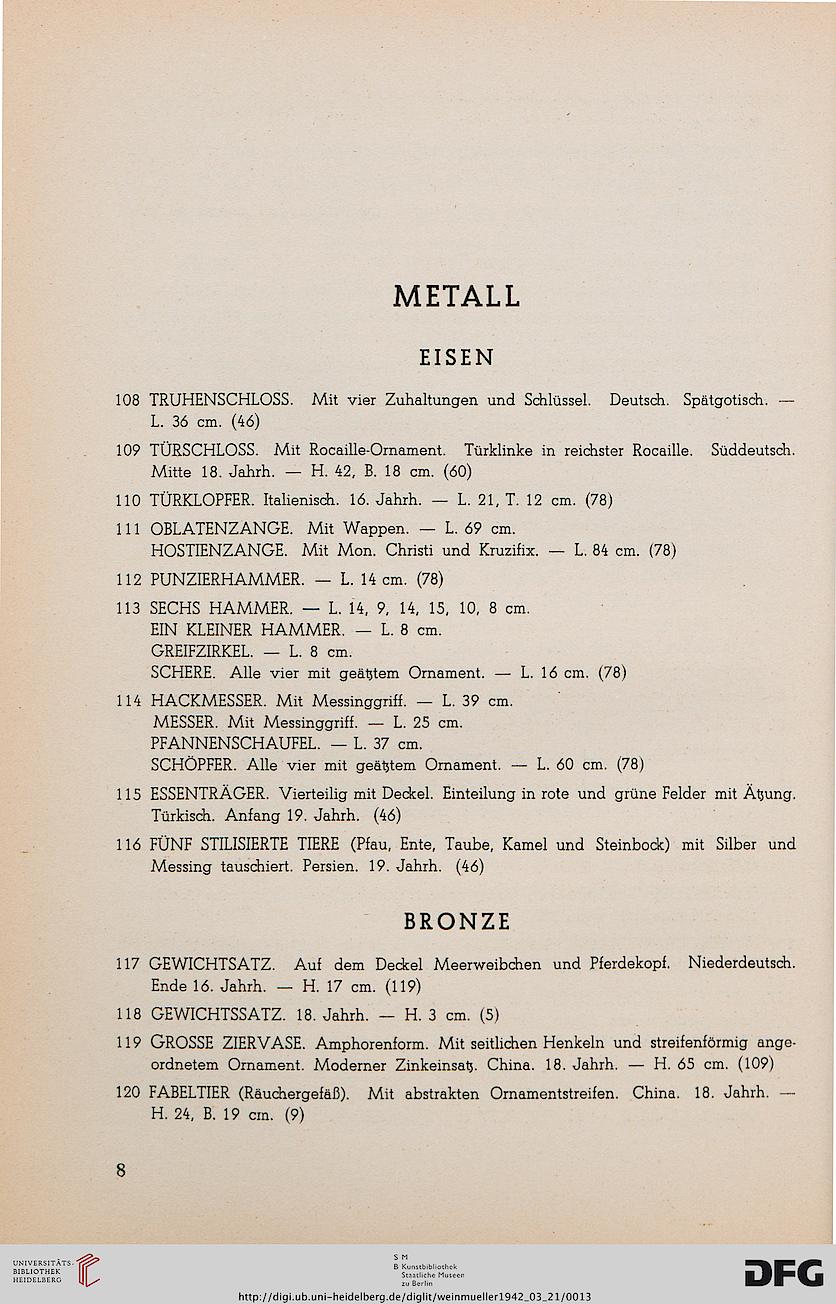 METALL
EISEN
108 TRUHENSCHLOSS. Mit vier Zuhaltungen und Schlüssel. Deutsch. Spätgotisch. —
L. 36 cm. (46)
109 TÜRSCHLOSS. Mit Rocaille-Ornament. Türklinke in reichster Rocaille. Süddeutsch.
Mitte 18. Jahrh. — H. 42, B. 18 cm. (60)
110 TÜRKLOPFER. Italienisch. 16. Jahrh. — L. 21, T. 12 cm. (78)
111 OBLATENZANGE. Mit Wappen. — L. 69 cm.
HOSTIENZANGE. Mit Mon. Christi und Kruzifix. — L. 84 cm. (78)
112 PUNZIERHAMMER. — L. 14 cm. (78)
113 SECHS HAMMER. — L. 14, 9, 14, 15, 10, 8 cm.
EIN KLEINER HAMMER. — L. 8 cm.
GREIFZIRKEL. — L. 8 cm.
SCHERE. Alle vier mit geätztem Ornament. — L. 16 cm. (78)
114 HACKMESSER. Mit Messinggriff. — L. 39 cm.
MESSER. Mit Messinggriff. — L. 25 cm.
PFANNENSCHAUFEL. — L. 37 cm.
SCHÖPFER. Alle vier mit geätztem Ornament. — L. 60 cm. (78)
115 ESSENTRÄGER. Vierteilig mit Deckel. Einteilung in rote und grüne Felder mit Ätzung.
Türkisch. Anfang 19. Jahrh. (46)
116 FÜNF STILISIERTE TIERE (Pfau, Ente, Taube, Kamel und Steinbock) mit Silber und
Messing tauschiert. Persien. 19. Jahrh. (46)
BRONZE
117 GEWICHTSATZ. Auf dem Deckel Meerweibchen und Pferdekopf. Niederdeutsch.
Ende 16. Jahrh. — H. 17 cm. (119)
118 GEWICHTSSATZ. 18. Jahrh. — H. 3 cm. (5)
119 GROSSE ZIERVASE. Amphorenform. Mit seitlichen Henkeln und streifenförmig ange-
ordnetem Ornament. Moderner Zinkeinsatz. China. 18. Jahrh. — H. 65 cm. (109)
120 FABELTIER (Räuchergefäß). Mit abstrakten Ornamentstreifen. China. 18. Jahrh. —
H. 24, B. 19 cm. (9)
8
UNIVERSITÄTS-
BIBLIOTHEK
HEIDELBERG
S M
B Kunstbibliothek
Staatliche Museen
zu Berlin
DFG
http://digi.ub.uni-heidelberg.de/diglit/weinmueller1942_03_21/0013